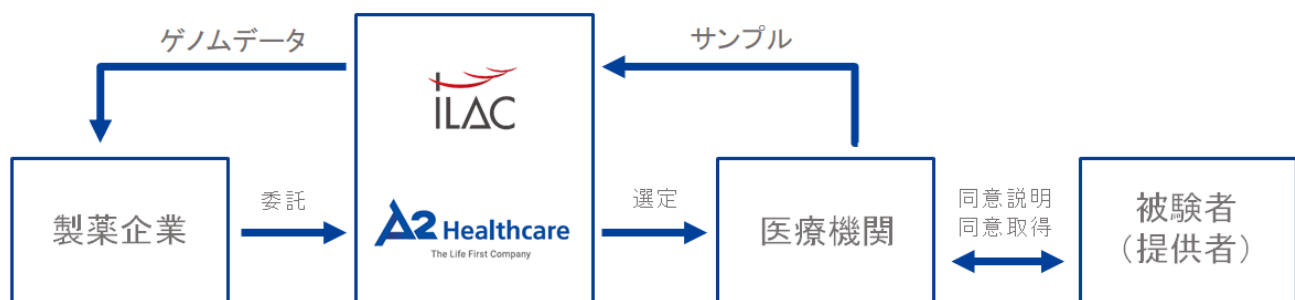 ゲノムデータ
サンプル
ILAC
製薬企業
委託
A2 Healthcare
The Life First Company
選定
医療機関
同意説明
同意取得
被験者
（提供者）